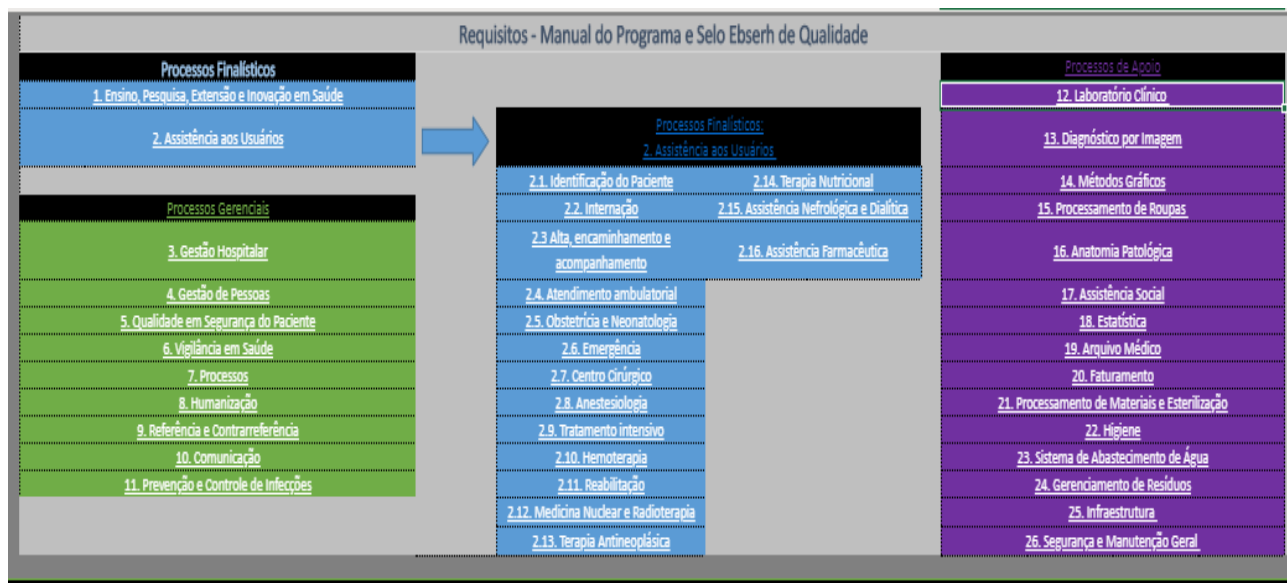 Requisitos - Manual do Programa e Selo Ebserh de Qualidade
Processos Finalísticos
1. Ensino, Pesquisa, Extensão e Inovação em Saúde
2. Assistência aos Usuários
Processos Gerenciais
3. Gestão Hospitalar
4. Gestão de Pessoas
5. Qualidade em Segurança do Paciente
6. Vigilância em Saúde
7. Processos
8. Humanização
9. Referência e Contrarreferência
10. Comunicação
11. Prevenção e Controle de Infecções
Processos Finalísticos:
2. Assistência aos Usuários
2.1. Identificação do Paciente
2.2. Internação
2.3 Alta, encaminhamento e
acompanhamento
2.4. Atendimento ambulatorial
2.5. Obstetrícia e Neonatologia
2.6. Emergência
2.7. Centro Cirúrgico
2.8. Anestesiologia
2.9. Tratamento intensivo
2.10. Hemoterapia
2.11. Reabilitação
2.12. Medicina Nuclear e Radioterapia
2.13. Terapia Antineoplásica
2.14. Terapia Nutricional
2.15. Assistência Nefrológica e Dialítica
2.16. Assistência Farmacêutica
Processos de Apoio
12. Laboratório Clínico
13. Diagnóstico por Imagem
14. Métodos Gráficos
15. Processamento de Roupas
16. Anatomia Patológica
17. Assistência Social
18. Estatística
19. Arquivo Médico
20. Faturamento
21. Processamento de Materiais e Esterilização
22. Higiene
23. Sistema de Abastecimento de Água
24. Gerenciamento de Resíduos
25. Infraestrutura
26. Segurança e Manutenção Geral